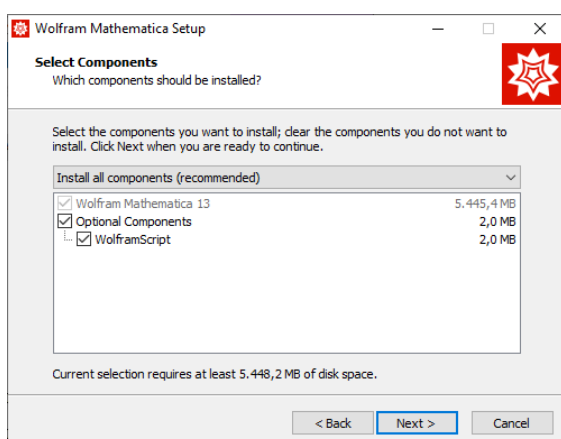 Wolfram Mathematica Setup
Select Components
Which components should be installed?
Select the components you want to install; clear the components you do not want to
install. Click Next when you are ready to continue.
Install all components (recommended)
Wolfram Mathematica 13 5.445,4 MB
Optional Components 2,0 MB
WolframScript 2,0 MB
Current selection requires at least 5.448,2 MB of disk space.
< Back Next > Cancel